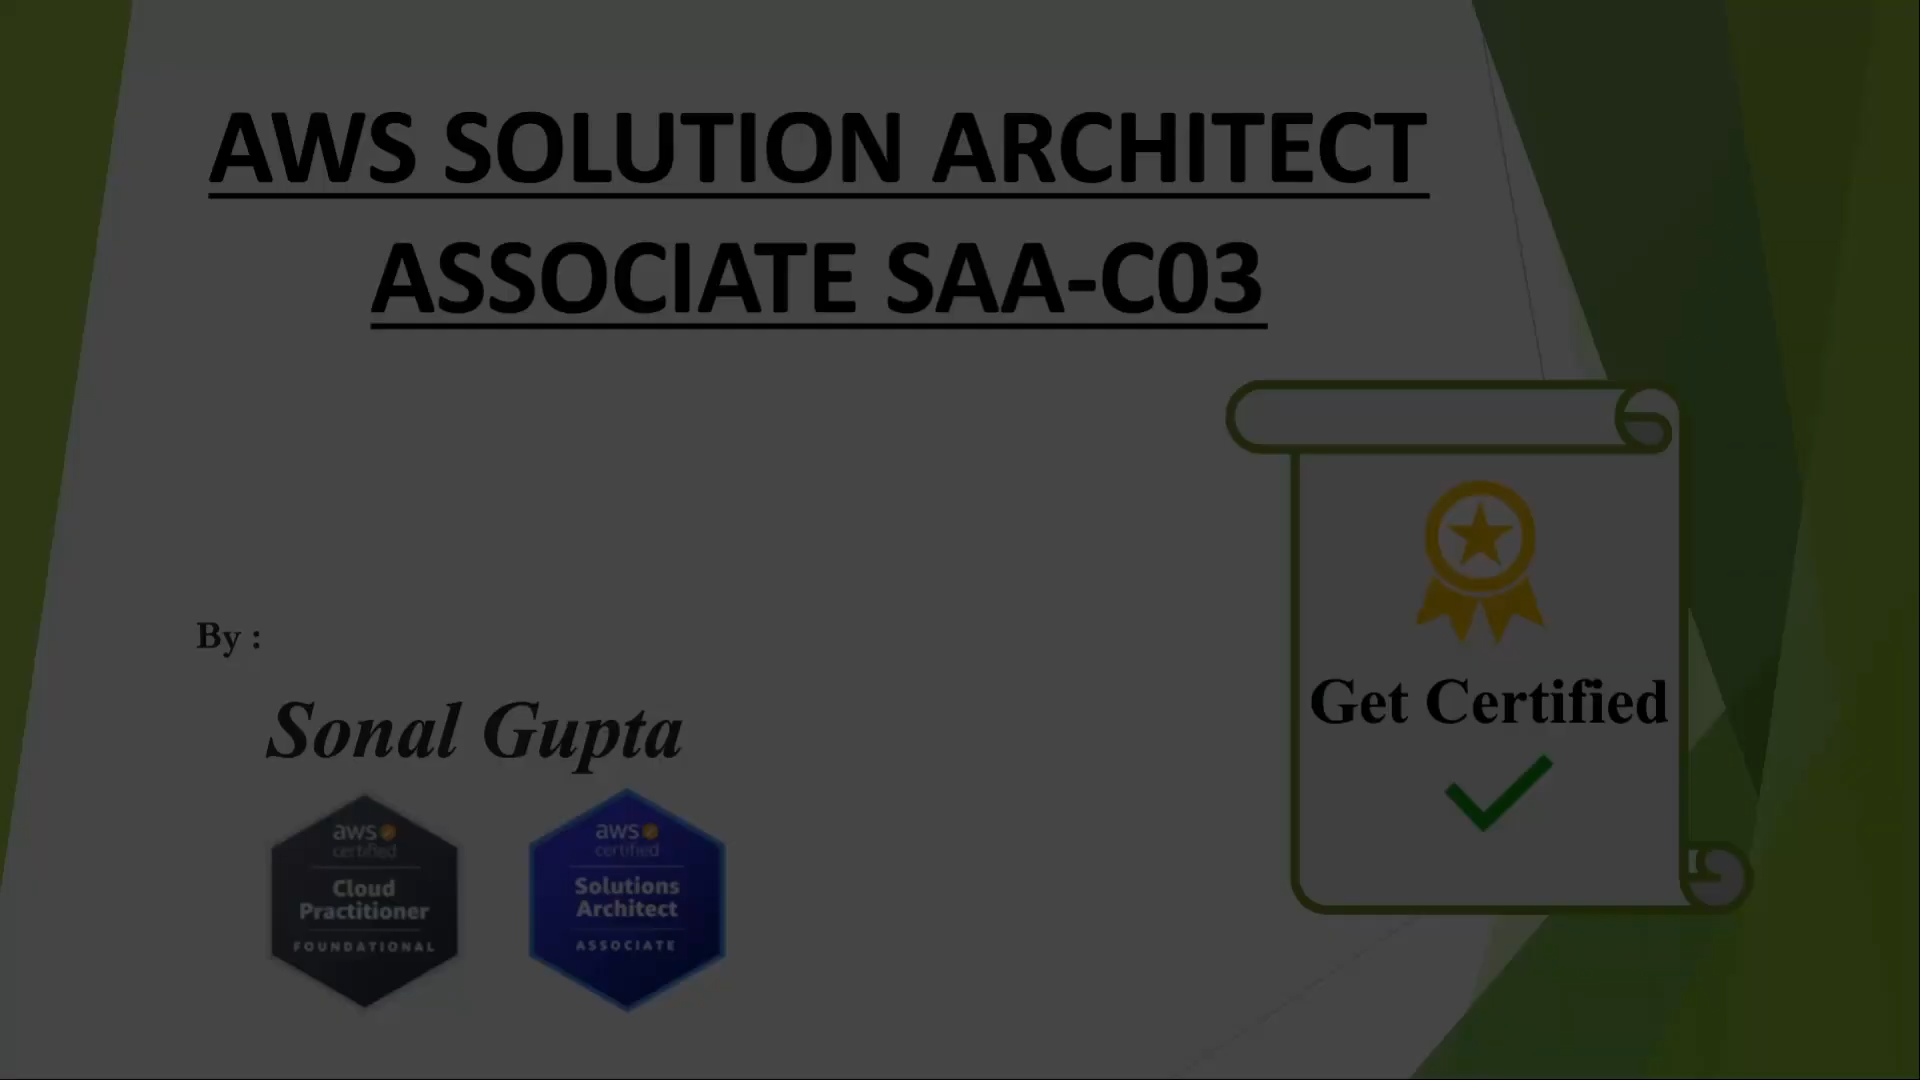 AWS SOLUTION ARCHITECT
ASSOCIATE SAA-C03
By :
Sonal Gupta
aws
certified
Cloud
Practitioner
FOUNDATIONAL
aws
certified
Solutions
Architect
ASSOCIATE
Get Certified